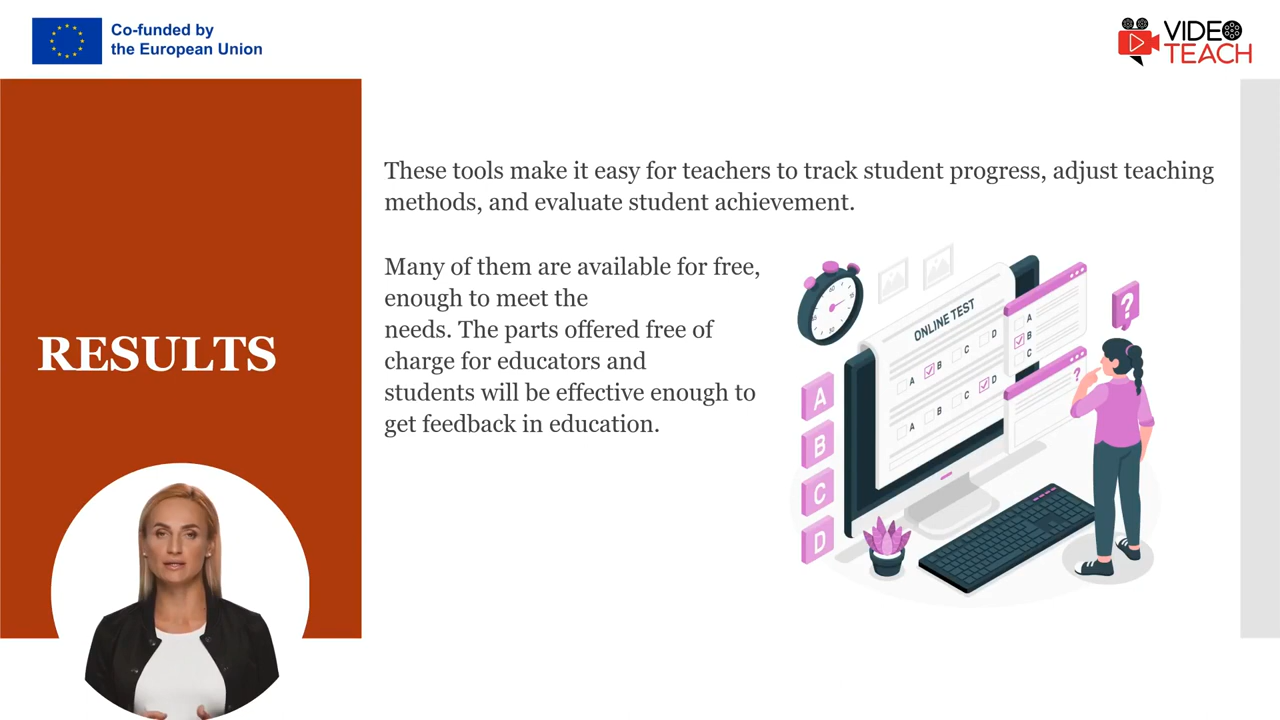 Co-funded by
the European Union
VIDEO
TEACH
These tools make it easy for teachers to track student progress, adjust teaching
methods, and evaluate student achievement.
Many of them are available for free,
enough to meet the
needs. The parts offered free of
charge for educators and
students will be effective enough to
get feedback in education.
RESULTS
ONLINE TEST
A B C D
A B C D
A
B
C
?
?
A
B
C
D